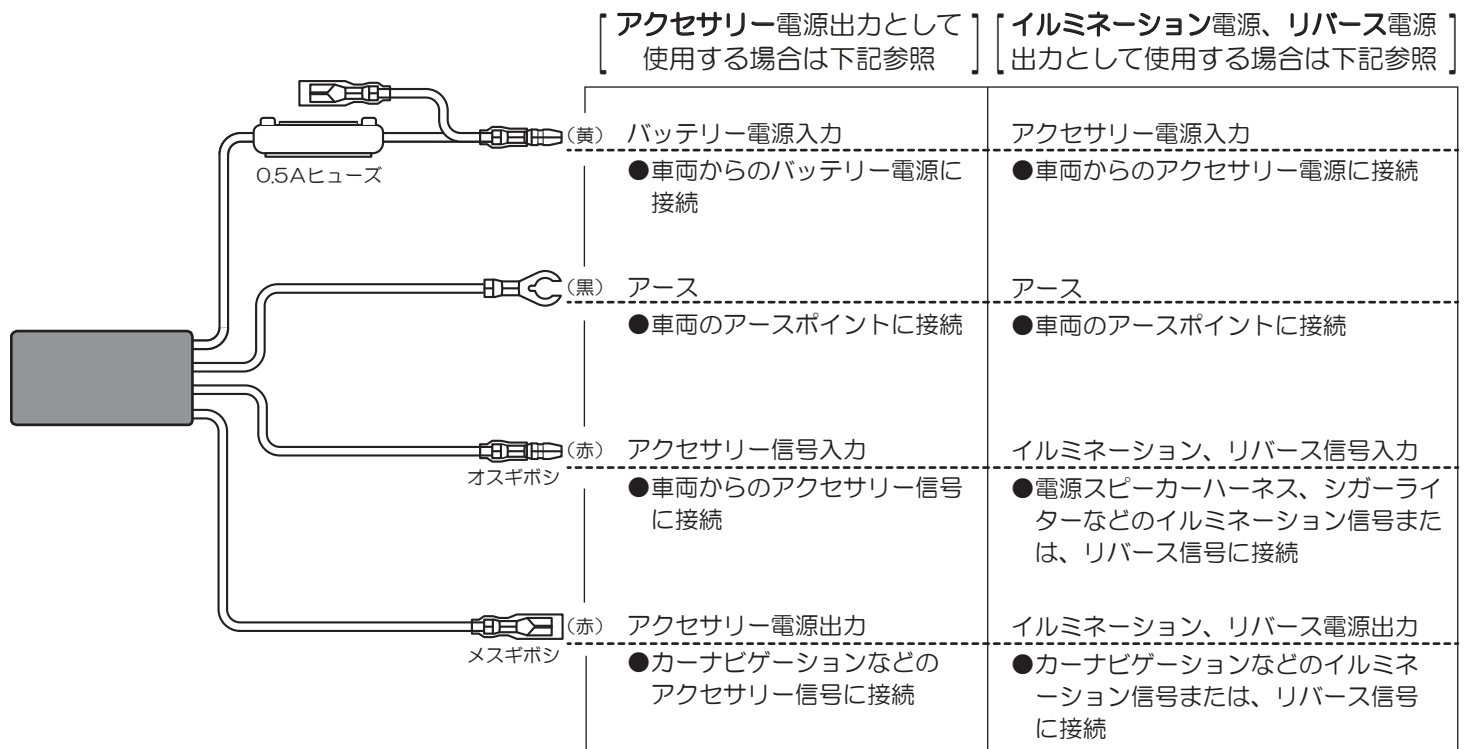 [アクセサリー電源出力として
使用する場合は下記参照]
[イルミネーション電源、リバース電源
出力として使用する場合は下記参照]
0.5Aヒューズ
(黄)
バッテリー電源入力
●車両からのバッテリー電源に
接続
アクセサリー電源入力
●車両からのアクセサリー電源に接続
(黒)
アース
●車両のアースポイントに接続
アース
●車両のアースポイントに接続
(赤)
オスギボシ
アクセサリー信号入力
●車両からのアクセサリー信号
に接続
イルミネーション、リバース信号入力
●電源スピーカーハーネス、シガーライ
ターなどのイルミネーション信号また
は、リバース信号に接続
(赤)
メスギボシ
アクセサリー電源出力
●カーナビゲーションなどの
アクセサリー信号に接続
イルミネーション、リバース電源出力
●カーナビゲーションなどのイルミネ
ーション信号または、リバース信号
に接続